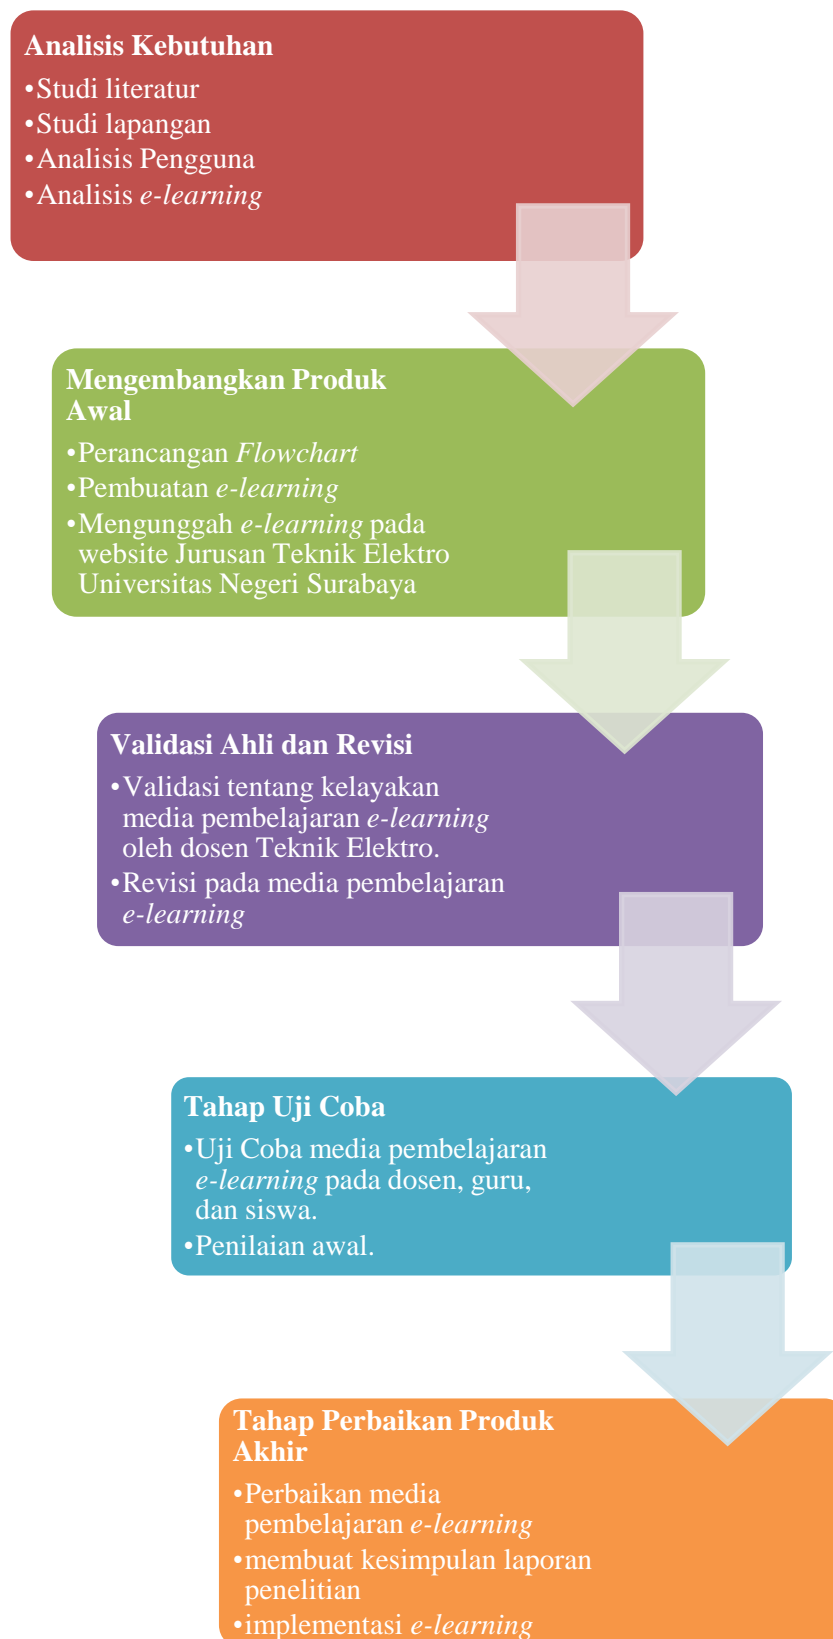 Analisis Kebutuhan
•Studi literatur
•Studi lapangan
•Analisis Pengguna
•Analisis e-learning
Mengembangkan Produk
Awal
•Perancangan Flowchart
•Pembuatan e-learning
•Mengunggah e-learning pada
website Jurusan Teknik Elektro
Universitas Negeri Surabaya
Validasi Ahli dan Revisi
•Validasi tentang kelayakan
media pembelajaran e-learning
oleh dosen Teknik Elektro.
•Revisi pada media pembelajaran
e-learning
Tahap Uji Coba
•Uji Coba media pembelajaran
e-learning pada dosen, guru,
dan siswa.
•Penilaian awal.
Tahap Perbaikan Produk
Akhir
•Perbaikan media
pembelajaran e-learning
•membuat kesimpulan laporan
penelitian
•implementasi e-learning